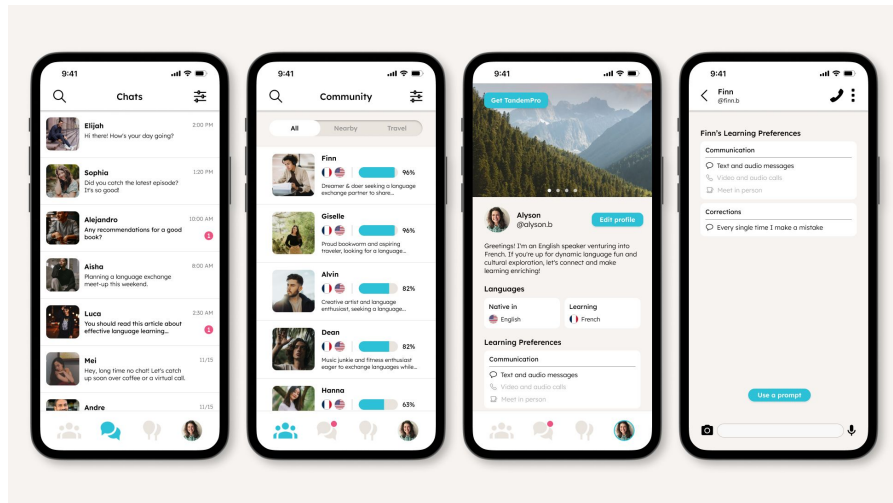 9:41
Chats
Elijah
2:00 PM
Hi there! How's your day going?
Sophia
1:20 PM
Did you catch the latest episode?
It's so good!
Alejandro
10:00 AM
Any recommendations for a good
book?
1
Aisha
8:00 AM
Planning a language exchange
meet-up this weekend.
Luca
2:30 AM
You should read this article about
effective language learning...
1
Mei
11/15
Hey, long time no chat! Let's catch
up soon over coffee or a virtual call.
Andre
11/15
9:41
Community
All
Nearby
Travel
Finn
96%
Dreamer & doer seeking a language
exchange partner to share...
Giselle
96%
Proud bookworm and aspiring
traveler, looking for a language...
Alvin
82%
Creative artist and language
enthusiast, seeking a language...
Dean
82%
Music junkie and fitness enthusiast
eager to exchange languages while...
Hanna
63%
9:41
Get TandemPro
Alyson
@alyson.b
Edit profile
Greetings! I'm an English speaker venturing into
French. If you're up for dynamic language fun and
cultural exploration, let's connect and make
learning enriching!
Languages
Native in
English
Learning
French
Learning Preferences
Communication
Text and audio messages
Video and audio calls
Meet in person
9:41
Finn
@finn.b
Finn's Learning Preferences
Communication
Text and audio messages
Video and audio calls
Meet in person
Corrections
Every single time I make a mistake
Use a prompt